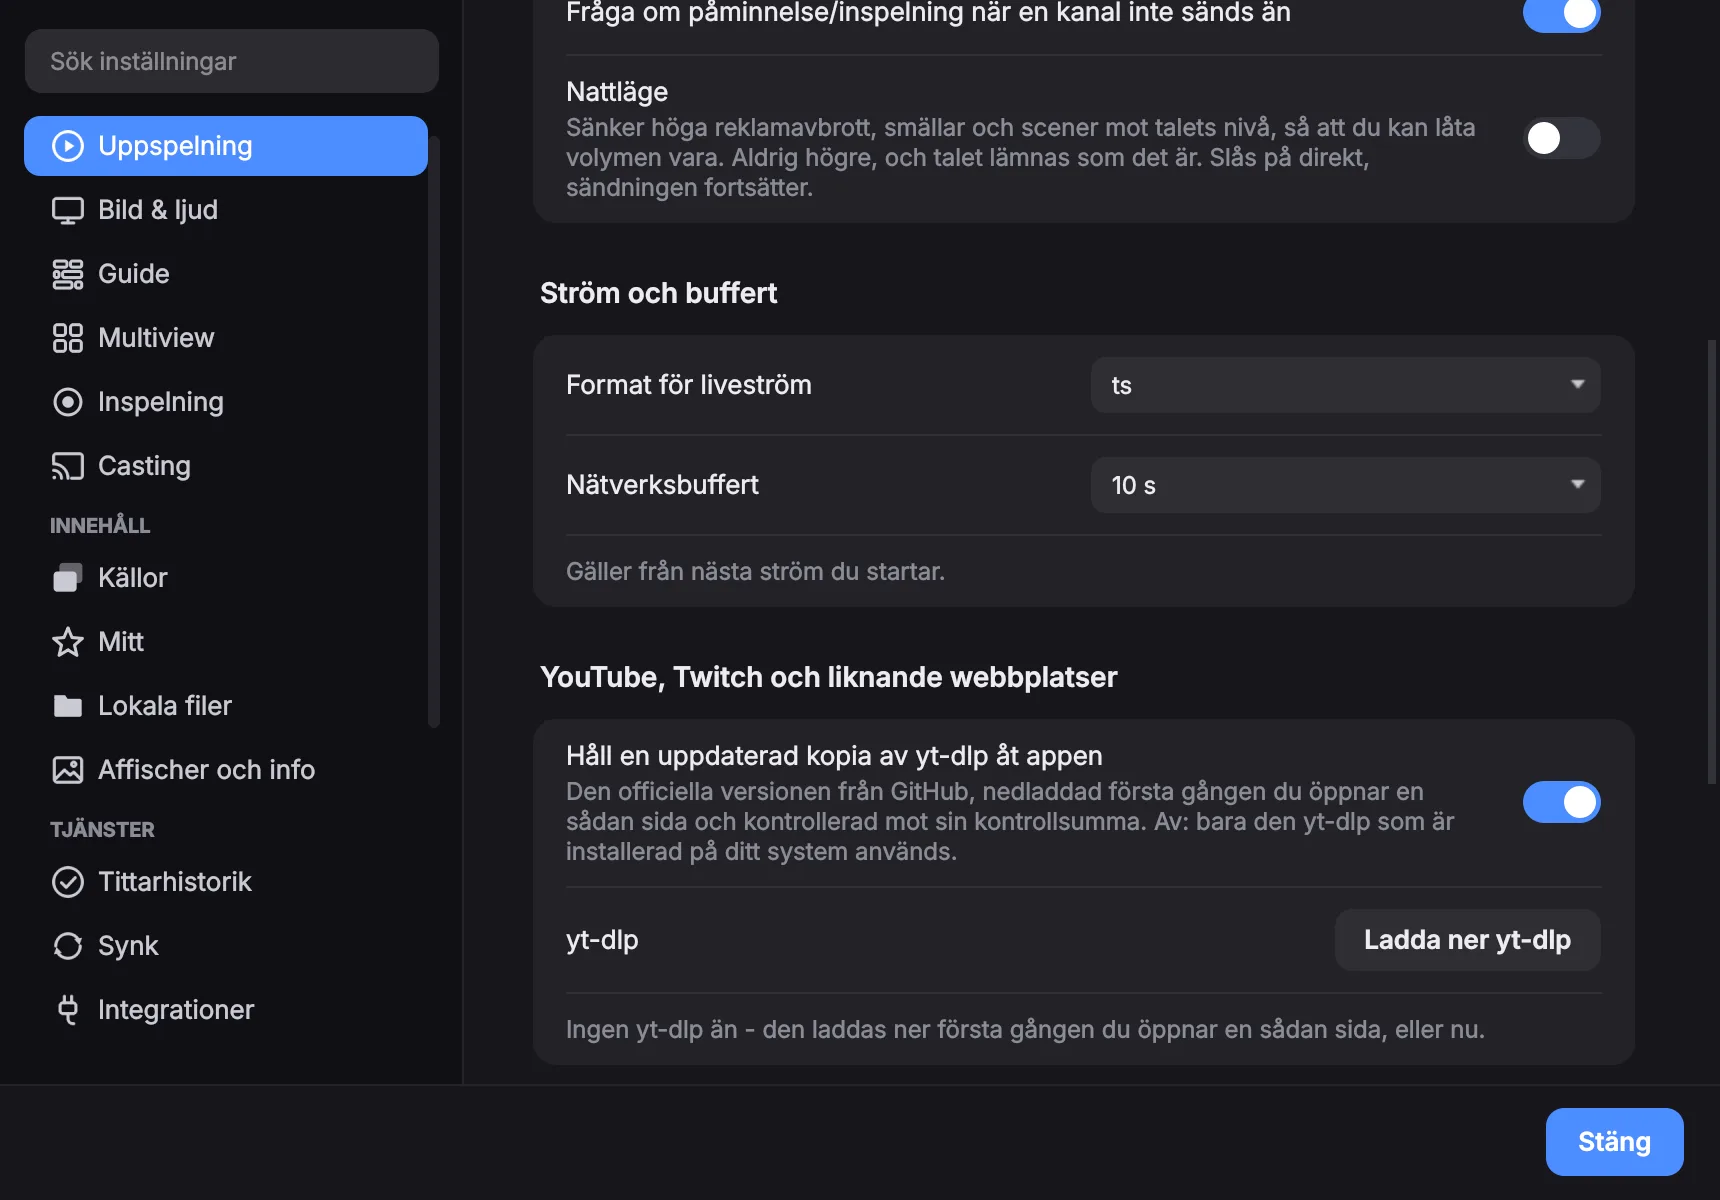 Sök inställningar
Uppspelning
Bild & ljud
Guide
Multiview
Inspelning
Casting
INNEHÅLL
Källor
Mitt
Lokala filer
Affischer och info
TJÄNSTER
Tittarhistorik
Synk
Integrationer
Fråga om påminnelse/inspelning när en kanal inte sänds än
Nattläge
Sänker höga reklamavbrott, smällar och scener mot talets nivå, så att du kan låta
volymen vara. Aldrig högre, och talet lämnas som det är. Slås på direkt,
sändningen fortsätter.
Ström och buffert
Format för liveström
ts
Nätverksbuffert
10 s
Gäller från nästa ström du startar.
YouTube, Twitch och liknande webbplatser
Håll en uppdaterad kopia av yt-dlp åt appen
Den officiella versionen från GitHub, nedladdad första gången du öppnar en
sådan sida och kontrollerad mot sin kontrollsumma. Av: bara den yt-dlp som är
installerad på ditt system används.
yt-dlp
Ladda ner yt-dlp
Ingen yt-dlp än - den laddas ner första gången du öppnar en sådan sida, eller nu.
Stäng